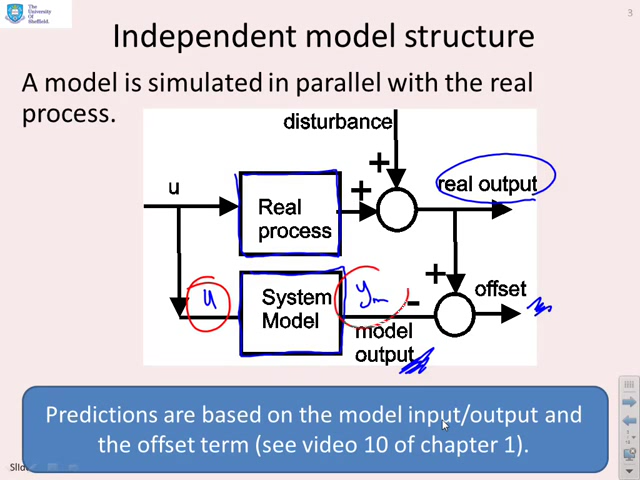 The
University
Of
Sheffield.
3
Independent model structure
A model is simulated in parallel with the real
process.
disturbance
+
u
+
real output
Real
process
+
u
System
Model
ym
-
offset
model
output
Predictions are based on the model input/output and
the offset term (see video 10 of chapter 1).